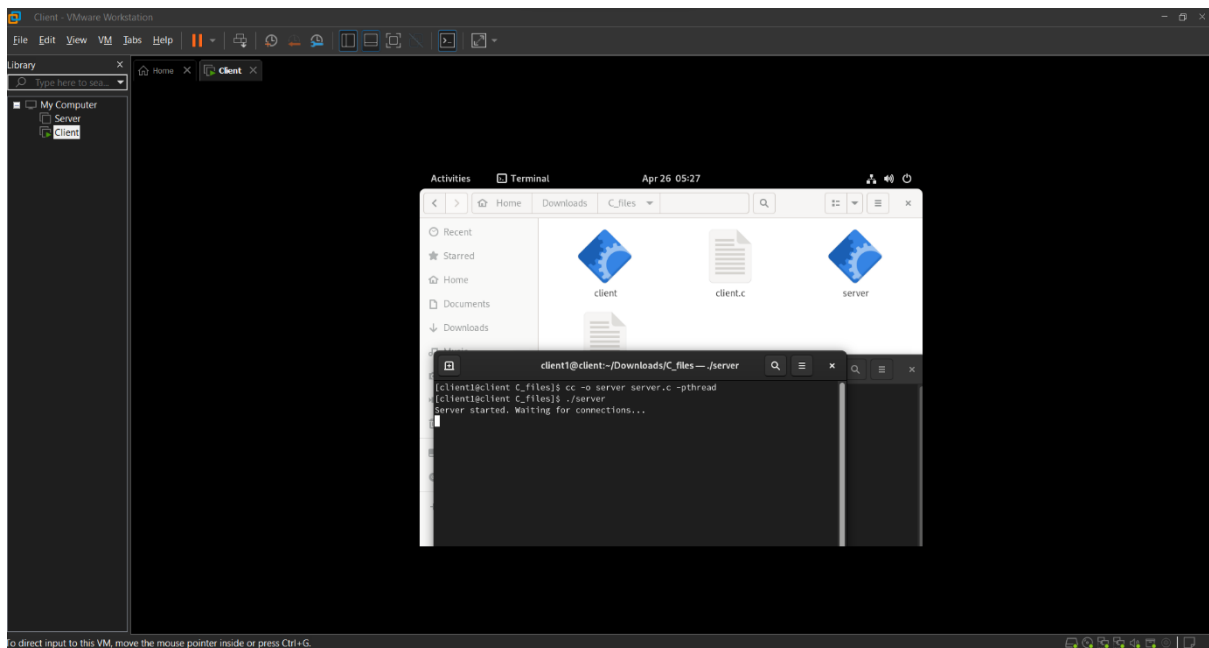 Client - VMware Workstation
File Edit View VM Tabs Help
Library
Type here to sea...
Home
Client
My Computer
Server
Client
Activities Terminal Apr 26 05:27
Home Downloads C_files
Recent
Starred
Home
Documents
Downloads
client client.c server
client1@client:~/Downloads/C_files — ./server
[client1@client C_files]$ cc -o server server.c -pthread
[client1@client C_files]$ ./server
Server started. Waiting for connections...
To direct input to this VM, move the mouse pointer inside or press Ctrl+G.